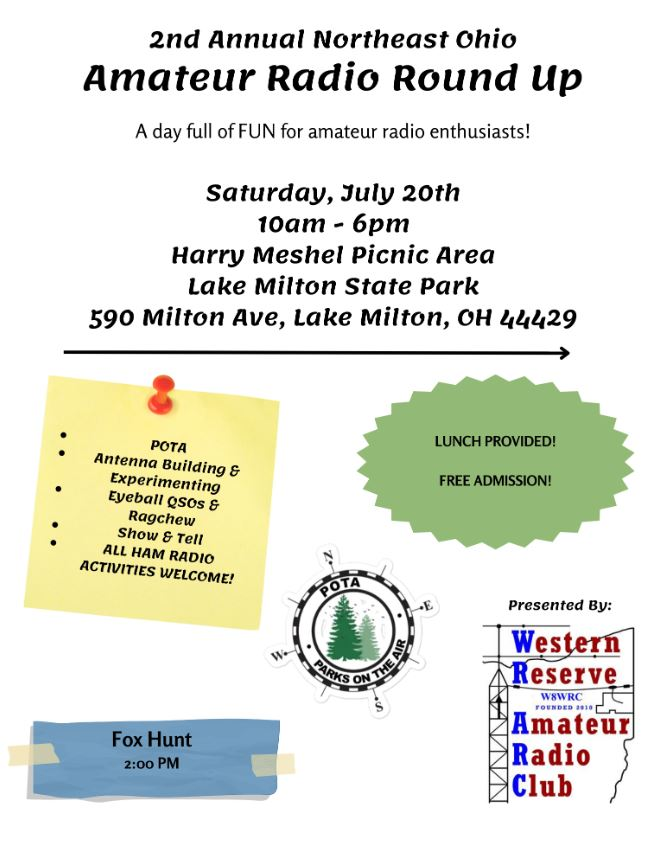 2nd Annual Northeast Ohio
Amateur Radio Round Up
A day full of FUN for amateur radio enthusiasts!
Saturday, July 20th
10am - 6pm
Harry Meshel Picnic Area
Lake Milton State Park
590 Milton Ave, Lake Milton, OH 44429
POTA
Antenna Building &
Experimenting
Eyeball QSOs &
Ragchew
Show & Tell
ALL HAM RADIO
ACTIVITIES WELCOME!
LUNCH PROVIDED!
FREE ADMISSION!
N
E
S
W
POTA
PARKS ON THE AIR
Presented By:
Western
Reserve
W8WRC
FOUNDED 2010
Amateur
Radio
Club
Fox Hunt
2:00 PM